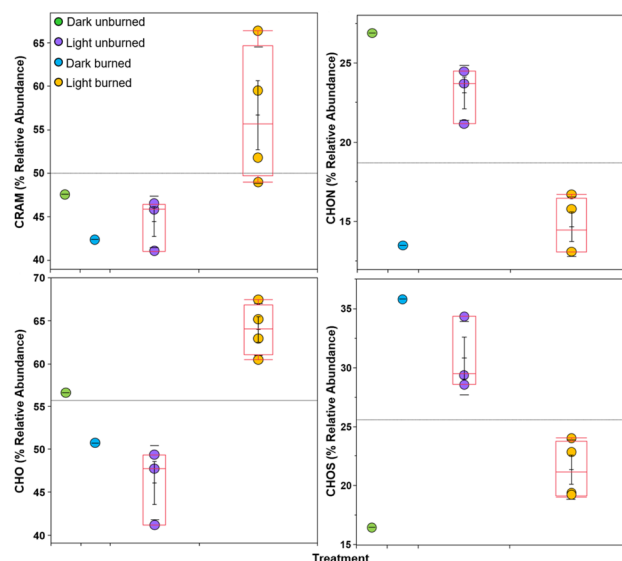 Dark unburned
Light unburned
Dark burned
Light burned
CRAM (% Relative Abundance)
65
60
55
50
45
40
CHON (% Relative Abundance)
25
20
15
CHO (% Relative Abundance)
70
65
60
55
50
45
40
CHOS (% Relative Abundance)
35
30
25
20
15
Treatment